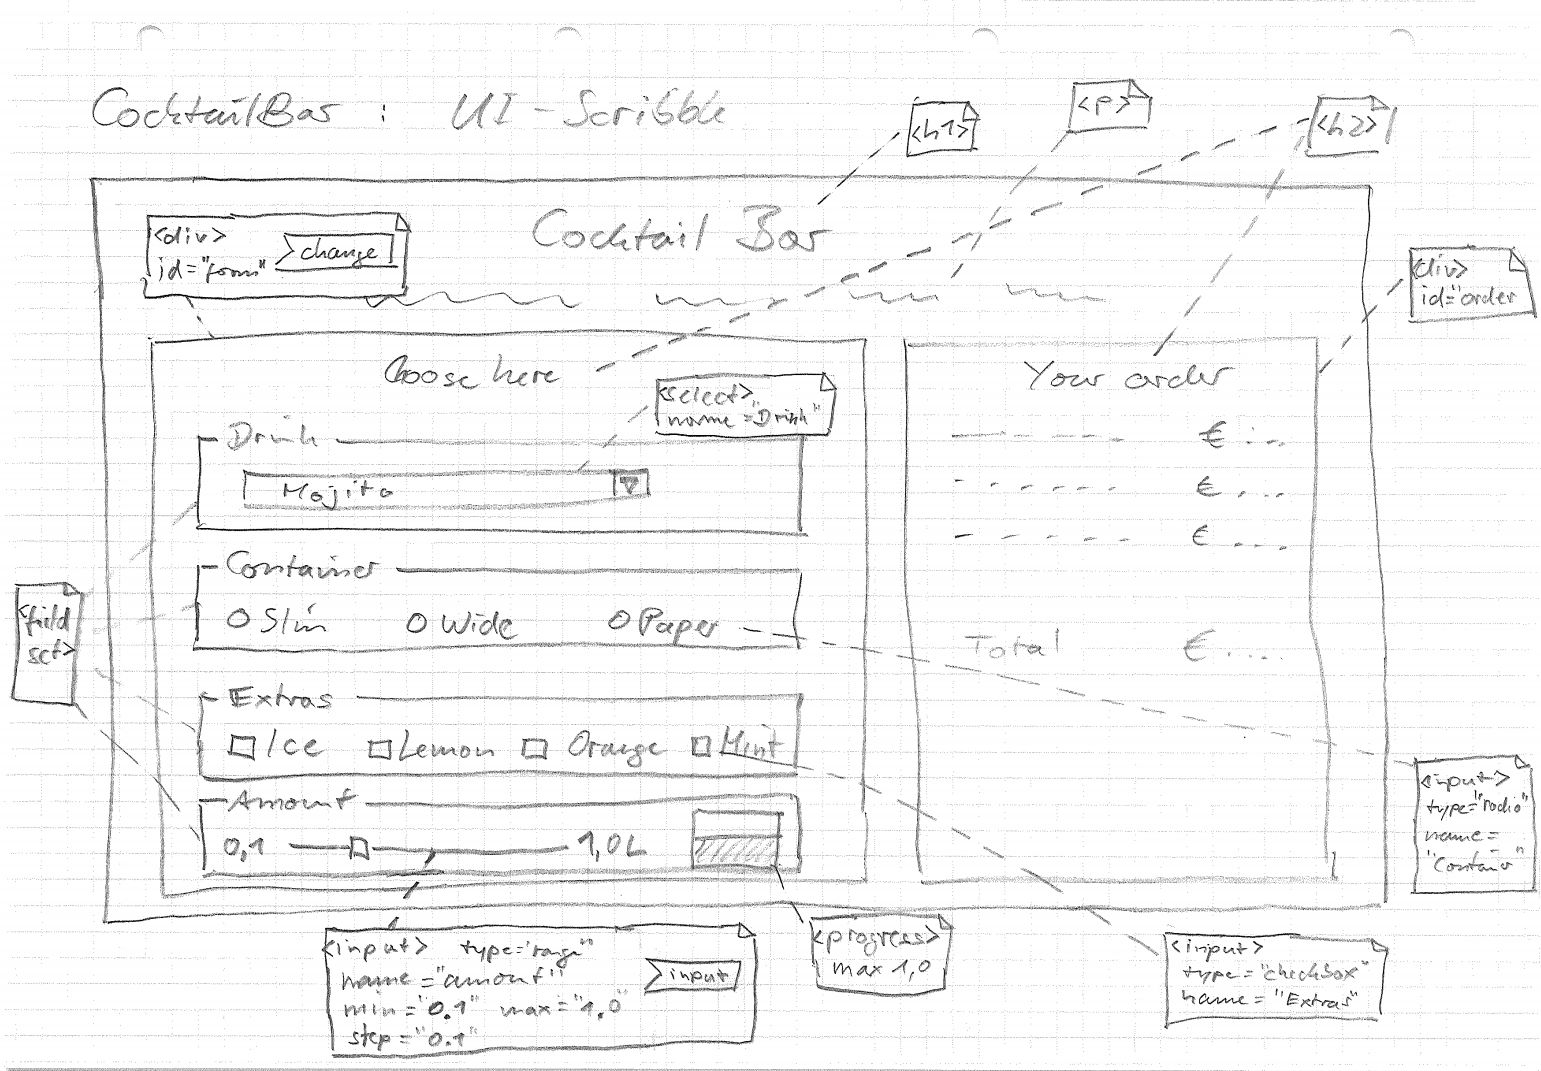 CocktailBar : UI-Scribble
<h1>
<p>
<h2>
Cocktail Bar
<div>
id="form"
change
<div>
id="order
Choose here
Your order
<select>
name="Drink"
Drink
Mojito
€ ...
€ ...
€ ...
Container
Slim Wide Paper
Total € ....
<field
set>
Extras
Ice Lemon Orange Mint
Amount
0,1 1,0 L
<input>
type="radio"
name=
<input> type="range"
name="amount"
min="0.1" max="1,0"
step="0.1"
input
<progress>
max 1,0
<input>
type="checkbox"
name="Extras"